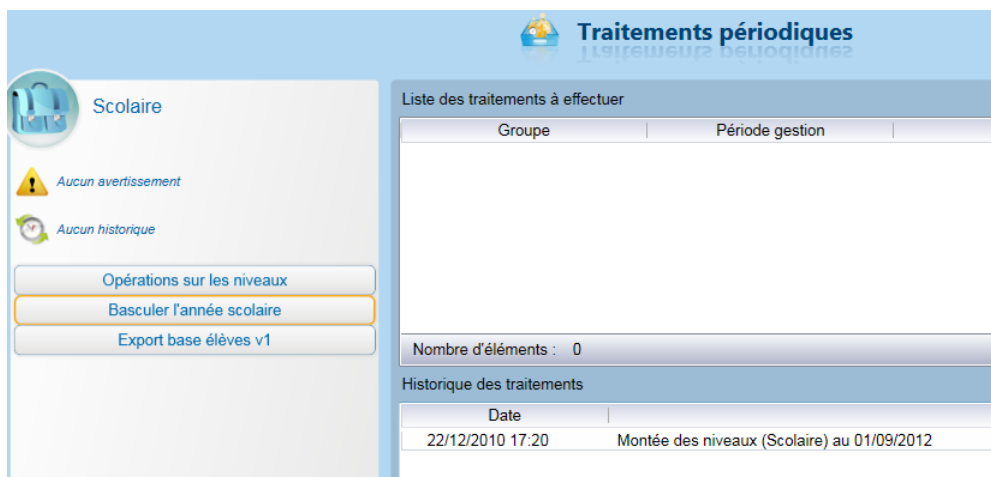 Traitements périodiques
Scolaire
Aucun avertissement
Aucun historique
Opérations sur les niveaux
Basculer l'année scolaire
Export base élèves v1
Liste des traitements à effectuer
Groupe Période gestion
Nombre d'éléments : 0
Historique des traitements
Date
22/12/2010 17:20 Montée des niveaux (Scolaire) au 01/09/2012